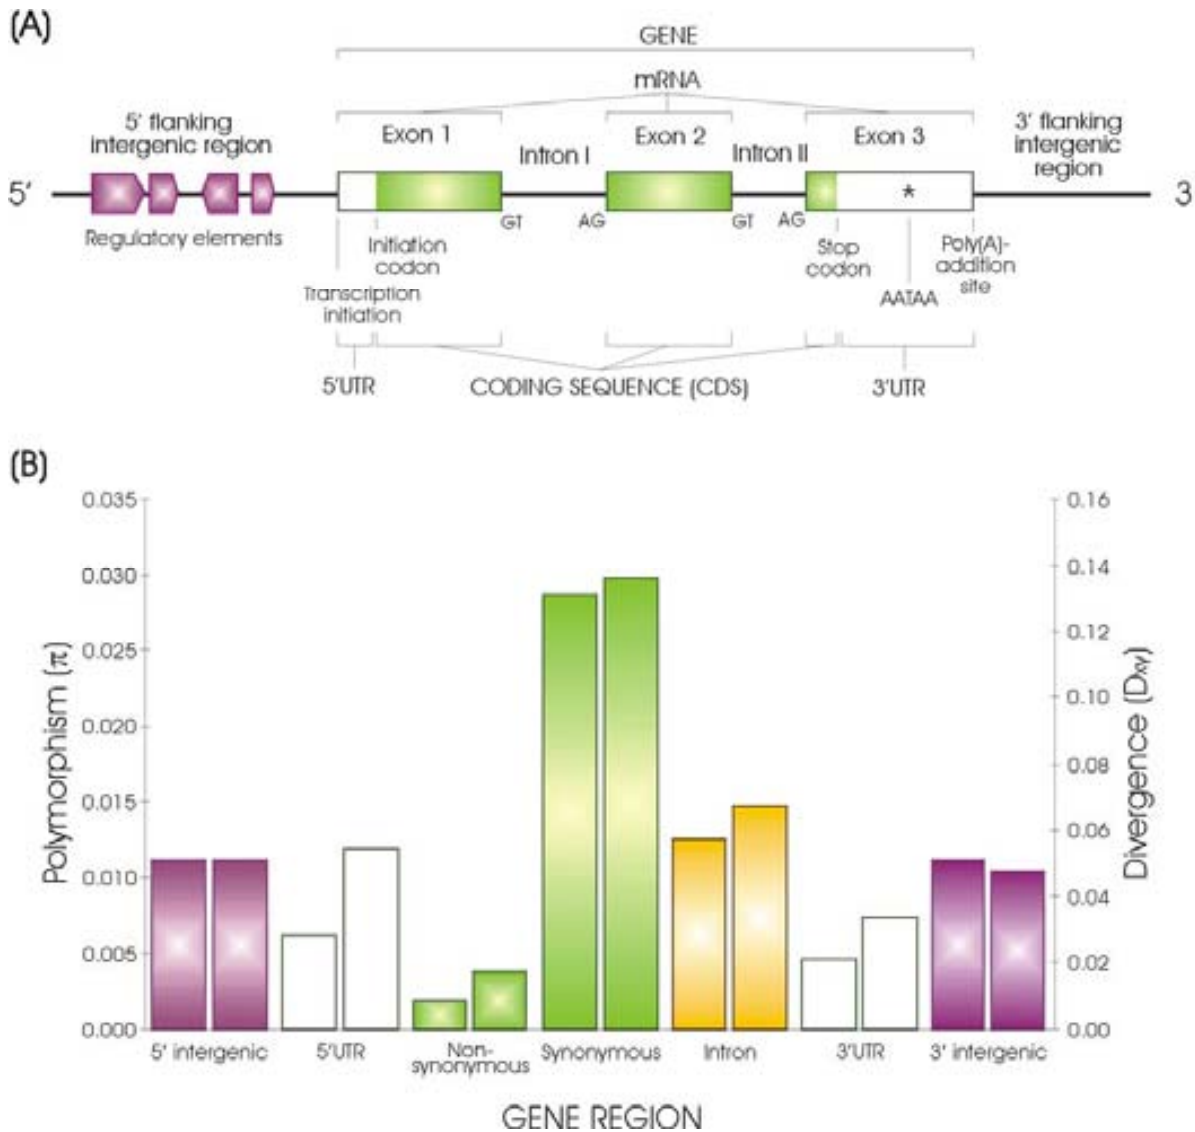 (A)
GENE
mRNA
5' flanking
intergenic region
Exon 1
Intron I
Exon 2
Intron II
Exon 3
3' flanking
intergenic
region
5'
3
*
GT
AG
GT
AG
Regulatory elements
Initiation
codon
Stop
codon
Poly(A)-
addition
site
Transcription
initiation
AATAA
5'UTR
CODING SEQUENCE (CDS)
3'UTR
(B)
Polymorphism (π)
0.035
0.030
0.025
0.020
0.015
0.010
0.005
0.000
0.16
0.14
0.12
0.10
0.08
0.06
0.04
0.02
0.00
Divergence (Dxy)
5' intergenic
5'UTR
Non-
synonymous
Synonymous
Intron
3'UTR
3' intergenic
GENE REGION